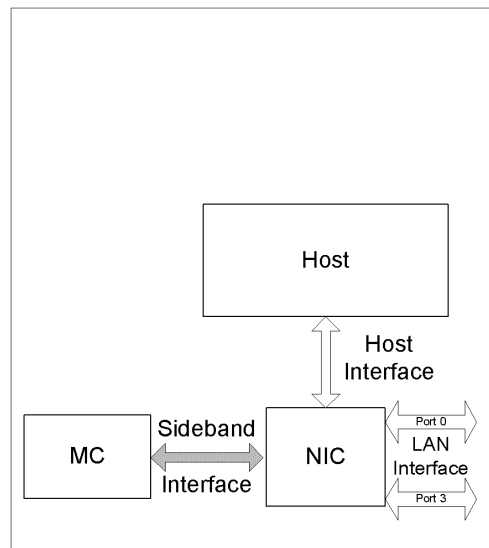 Host
Host
Interface
MC
Sideband
Interface
NIC
Port 0
LAN
Interface
Port 3